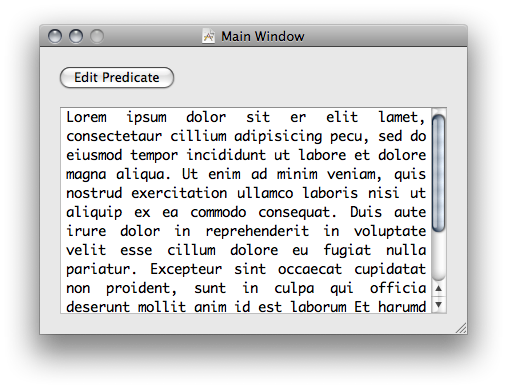 Main Window
Edit Predicate
Lorem ipsum dolor sit er elit lamet,
consectetaur cillium adipisicing pecu, sed do
eiusmod tempor incididunt ut labore et dolore
magna aliqua. Ut enim ad minim veniam, quis
nostrud exercitation ullamco laboris nisi ut
aliquip ex ea commodo consequat. Duis aute
irure dolor in reprehenderit in voluptate
velit esse cillum dolore eu fugiat nulla
pariatur. Excepteur sint occaecat cupidatat
non proident, sunt in culpa qui officia
deserunt mollit anim id est laborum Et harumd